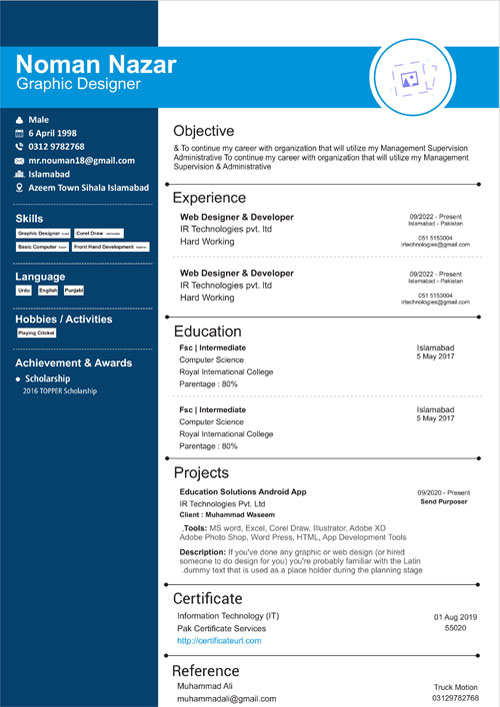 Noman Nazar
Graphic Designer
Male
6 April 1998
0312 9782768
mr.nouman18@gmail.com
Islamabad
Azeem Town Sihala Islamabad
Skills
Graphic Designer
Corel Draw
Basic Computer
Front Hand Development
Language
Urdu English Punjabi
Hobbies / Activities
Playing Cricket
Achievement & Awards
Scholarship
2016 TOPPER Scholarship
Objective
& To continue my career with organization that will utilize my Management Supervision
Administrative To continue my career with organization that will utilize my Management
Supervision & Administrative
Experience
Web Designer & Developer
IR Technologies pvt. ltd
Hard Working
09/2022 - Present
Islamabad - Pakistan
051 5153004
irtechnologies@gmail.com
Web Designer & Developer
IR Technologies pvt. ltd
Hard Working
09/2022 - Present
Islamabad - Pakistan
051 5153004
irtechnologies@gmail.com
Education
Fsc | Intermediate
Computer Science
Royal International College
Parentage : 80%
Islamabad
5 May 2017
Fsc | Intermediate
Computer Science
Royal International College
Parentage : 80%
Islamabad
5 May 2017
Projects
Education Solutions Android App
IR Technologies Pvt. Ltd
Client : Muhammad Waseem
09/2020 - Present
Send Purposer
.Tools: MS word, Excel, Corel Draw, Illustrator, Adobe XD
Adobe Photo Shop, Word Press, HTML, App Development Tools
Description: If you've done any graphic or web design (or hired
someone to do design for you) you're probably familiar with the Latin
.dummy text that is used as a place holder during the planning stage
Certificate
Information Technology (IT)
Pak Certificate Services
http://certificateurl.com
01 Aug 2019
55020
Reference
Muhammad Ali
muhammadali@gmail.com
Truck Motion
03129782768